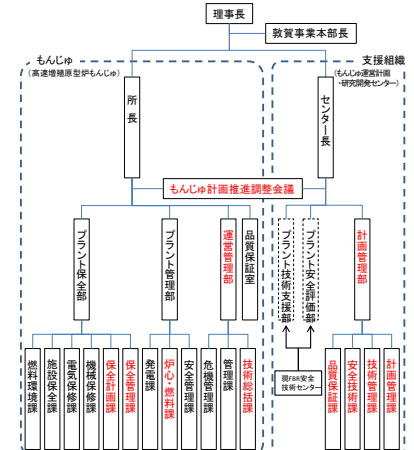 理事長
敦賀事業本部長
もんじゅ
(高速増殖原型炉もんじゅ)
支援組織
(もんじゅ運営計画
・研究開発センター)
所長
センター長
もんじゅ計画推進調整会議
プラント保全部
プラント管理部
運営管理部
品質保証室
プラント技術支援部
プラント安全評価部
計画管理部
燃料環境課
施設保全課
電気保修課
機械保修課
保全計画課
保全管理課
発電課
炉心・燃料課
安全管理課
危機管理課
管理課
技術総括課
現FBR安全
技術センター
品質保証課
安全技術課
技術管理課
計画管理課